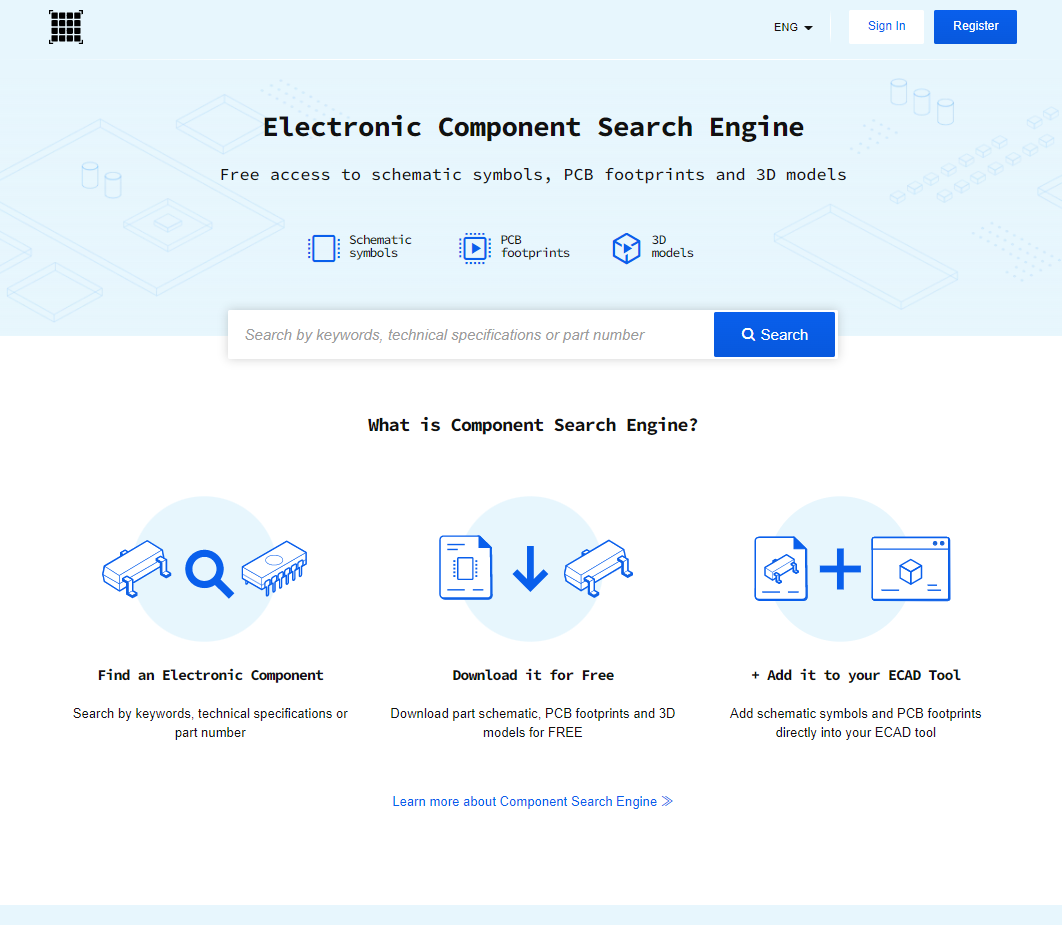 ENG
Sign In
Register
Electronic Component Search Engine
Free access to schematic symbols, PCB footprints and 3D models
Schematic
symbols
PCB
footprints
3D
models
Search by keywords, technical specifications or part number
Search
What is Component Search Engine?
Find an Electronic Component
Search by keywords, technical specifications or
part number
Download it for Free
Download part schematic, PCB footprints and 3D
models for FREE
+ Add it to your ECAD Tool
Add schematic symbols and PCB footprints
directly into your ECAD tool
Learn more about Component Search Engine ≫